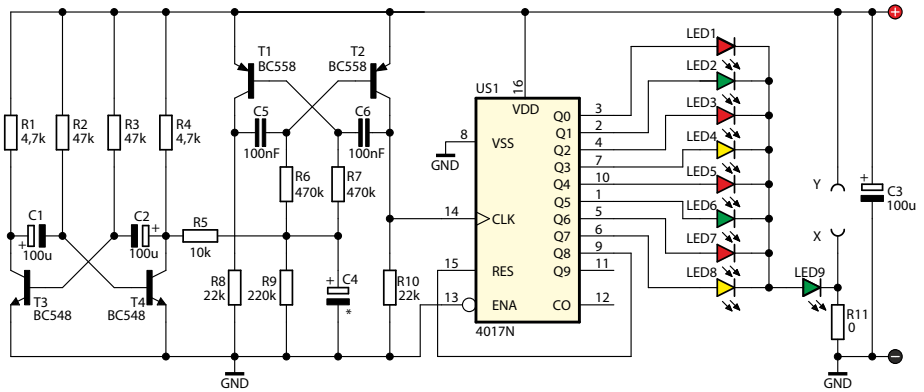 T1
BC558
T2
BC558
R1
4,7k
R2
47k
R3
47k
R4
4,7k
C5
100nF
C6
100nF
R6
470k
R7
470k
C1
+
100u
C2
+
100u
R5
10k
T3
BC548
T4
BC548
R8
22k
R9
220k
+
C4
*
R10
22k
GND
US1
16
VDD
8
VSS
GND
14
CLK
15
RES
13
ENA
4017N
Q0
3
Q1
2
Q2
4
Q3
7
Q4
10
Q5
1
Q6
5
Q7
6
Q8
9
Q9
11
CO
12
LED1
LED2
LED3
LED4
LED5
LED6
LED7
LED8
LED9
Y
X
+
C3
100u
R11
0
GND
+
−